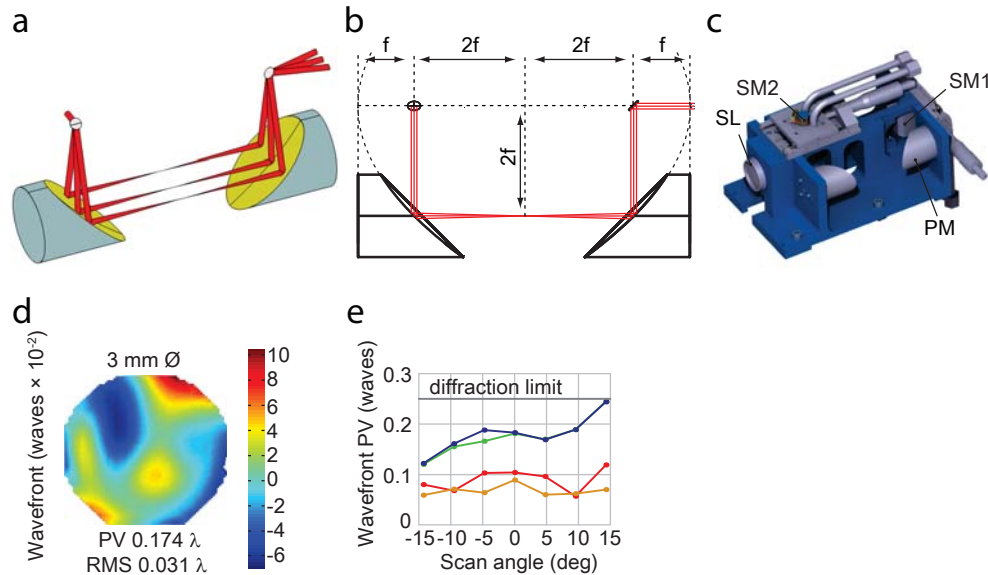 a
b
f
2f
2f
f
2f
c
SM2
SM1
SL
PM
d
Wavefront (waves × 10⁻²)
3 mm Ø
10
8
6
4
2
0
-2
-4
-6
PV 0.174 λ
RMS 0.031 λ
e
Wavefront PV (waves)
0.3
diffraction limit
0.2
0.1
0
-15 -10 -5 0 5 10 15
Scan angle (deg)